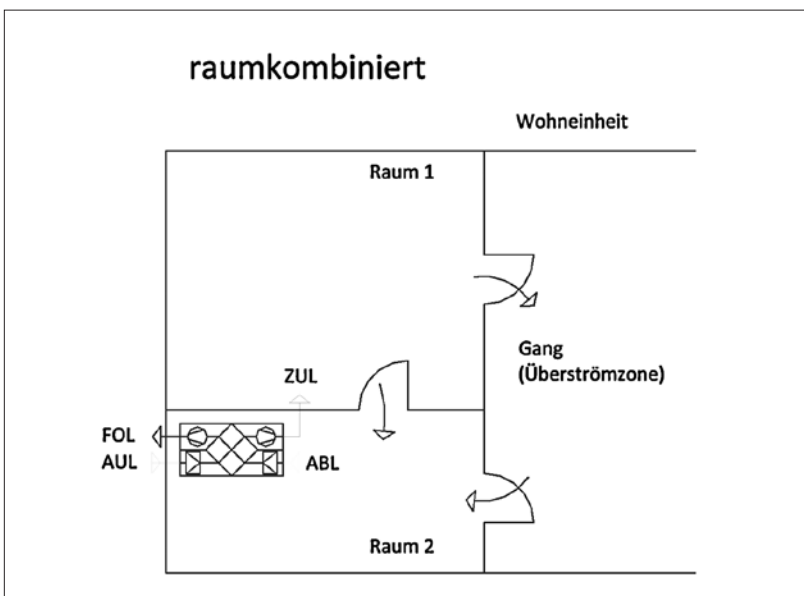 raumkombiniert
Wohneinheit
Raum 1
Gang
(Überströmzone)
ZUL
FOL
AUL
ABL
Raum 2